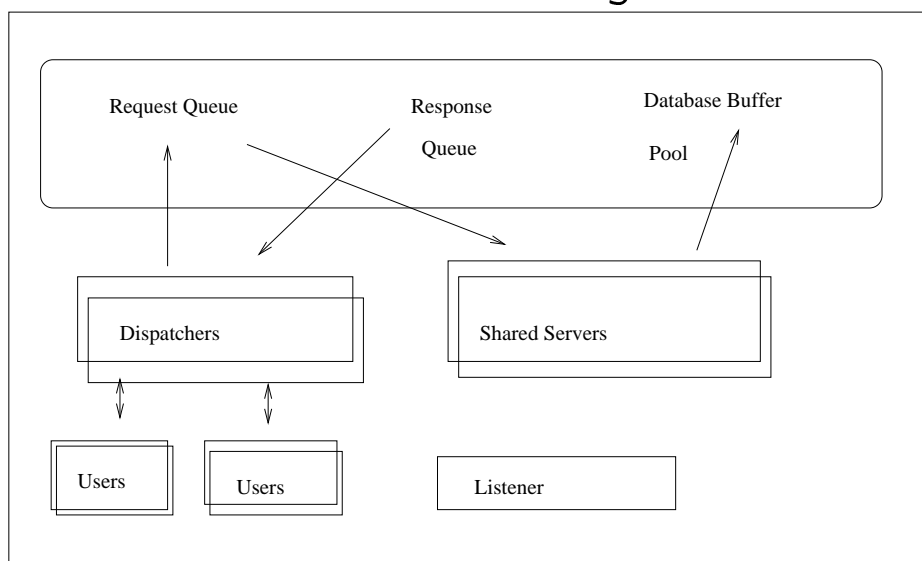 Request Queue
Response
Queue
Database Buffer
Pool
Dispatchers
Shared Servers
Users
Users
Listener